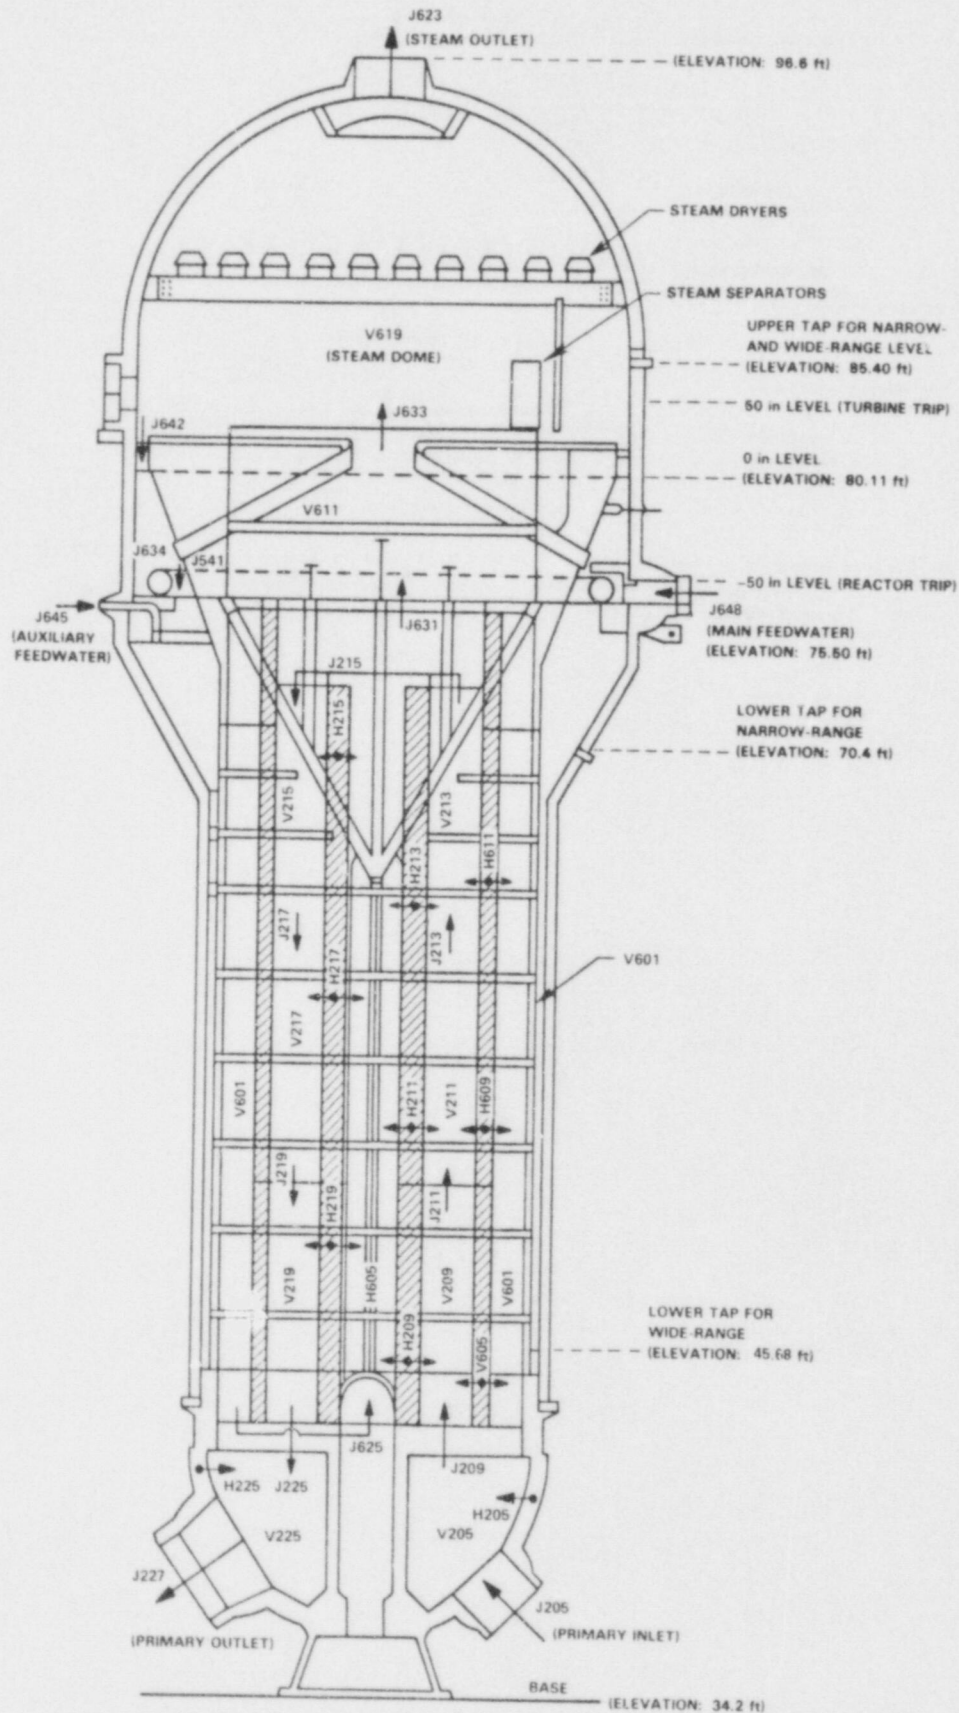 J623
(STEAM OUTLET)
(ELEVATION: 96.6 ft)
STEAM DRYERS
STEAM SEPARATORS
V619
(STEAM DOME)
UPPER TAP FOR NARROW-
AND WIDE-RANGE LEVEL
(ELEVATION: 85.40 ft)
50 in LEVEL (TURBINE TRIP)
J642
J633
0 in LEVEL
(ELEVATION: 80.11 ft)
V611
J634
J541
-50 in LEVEL (REACTOR TRIP)
J645
(AUXILIARY
FEEDWATER)
J631
J648
(MAIN FEEDWATER)
(ELEVATION: 75.50 ft)
J215
H215
LOWER TAP FOR
NARROW-RANGE
(ELEVATION: 70.4 ft)
V215
V213
H213
H611
J217
H217
J213
V601
V217
V601
H211
V211
H609
J219
H219
J211
V219
H605
V209
V601
H209
V605
LOWER TAP FOR
WIDE-RANGE
(ELEVATION: 45.68 ft)
J625
J209
H225
J225
H205
V225
V205
J227
J205
(PRIMARY OUTLET)
(PRIMARY INLET)
BASE
(ELEVATION: 34.2 ft)